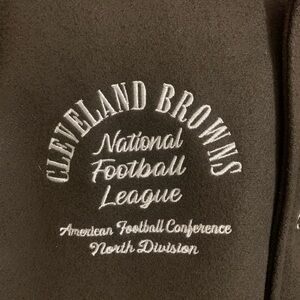 CLEVELAND BROWNS
National
Football
League
American Football Conference
North Division